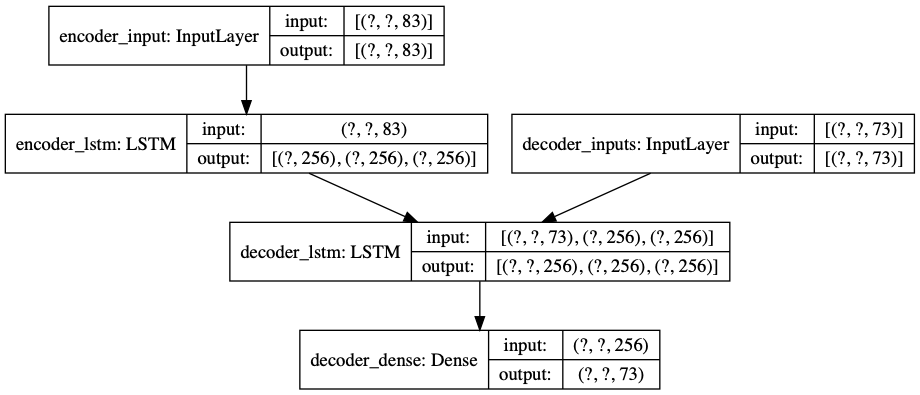 encoder_input: InputLayer
input: [(?, ?, 83)]
output: [(?, ?, 83)]
encoder_lstm: LSTM
input: (?, ?, 83)
output: [(?, 256), (?, 256), (?, 256)]
decoder_inputs: InputLayer
input: [(?, ?, 73)]
output: [(?, ?, 73)]
decoder_lstm: LSTM
input: [(?, ?, 73), (?, 256), (?, 256)]
output: [(?, ?, 256), (?, 256), (?, 256)]
decoder_dense: Dense
input: (?, ?, 256)
output: (?, ?, 73)